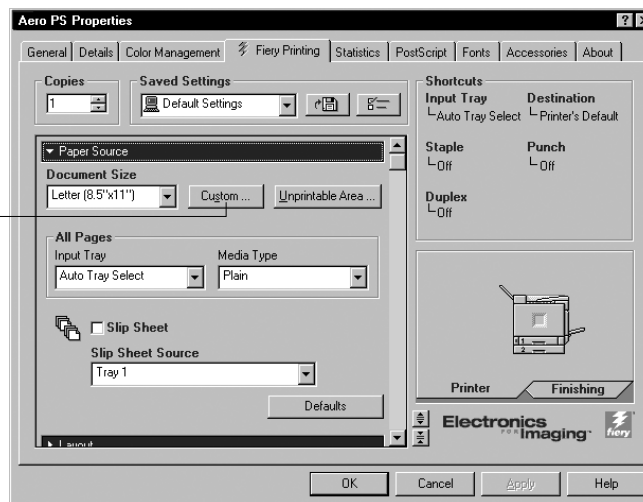 Aero PS Properties
General Details Color Management Fiery Printing Statistics PostScript Fonts Accessories About
Copies
1
Saved Settings
Default Settings
Paper Source
Document Size
Letter (8.5"x11")
Custom ...
Unprintable Area ...
All Pages
Input Tray
Auto Tray Select
Media Type
Plain
Slip Sheet
Slip Sheet Source
Tray 1
Defaults
Layout
Shortcuts
Input Tray
Auto Tray Select
Destination
Printer's Default
Staple
Off
Punch
Off
Duplex
Off
1
2
Printer
Finishing
Electronics
FOR Imaging
fiery
OK
Cancel
Apply
Help